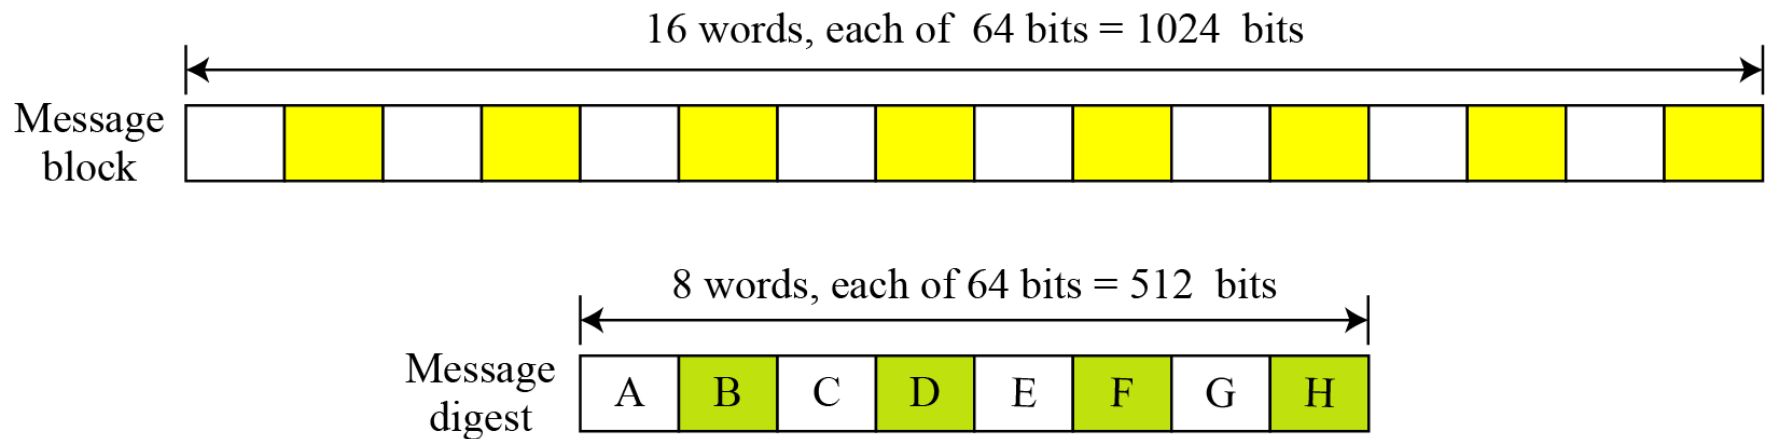 16 words, each of 64 bits = 1024 bits
Message
block
8 words, each of 64 bits = 512 bits
Message
digest
A B C D E F G H